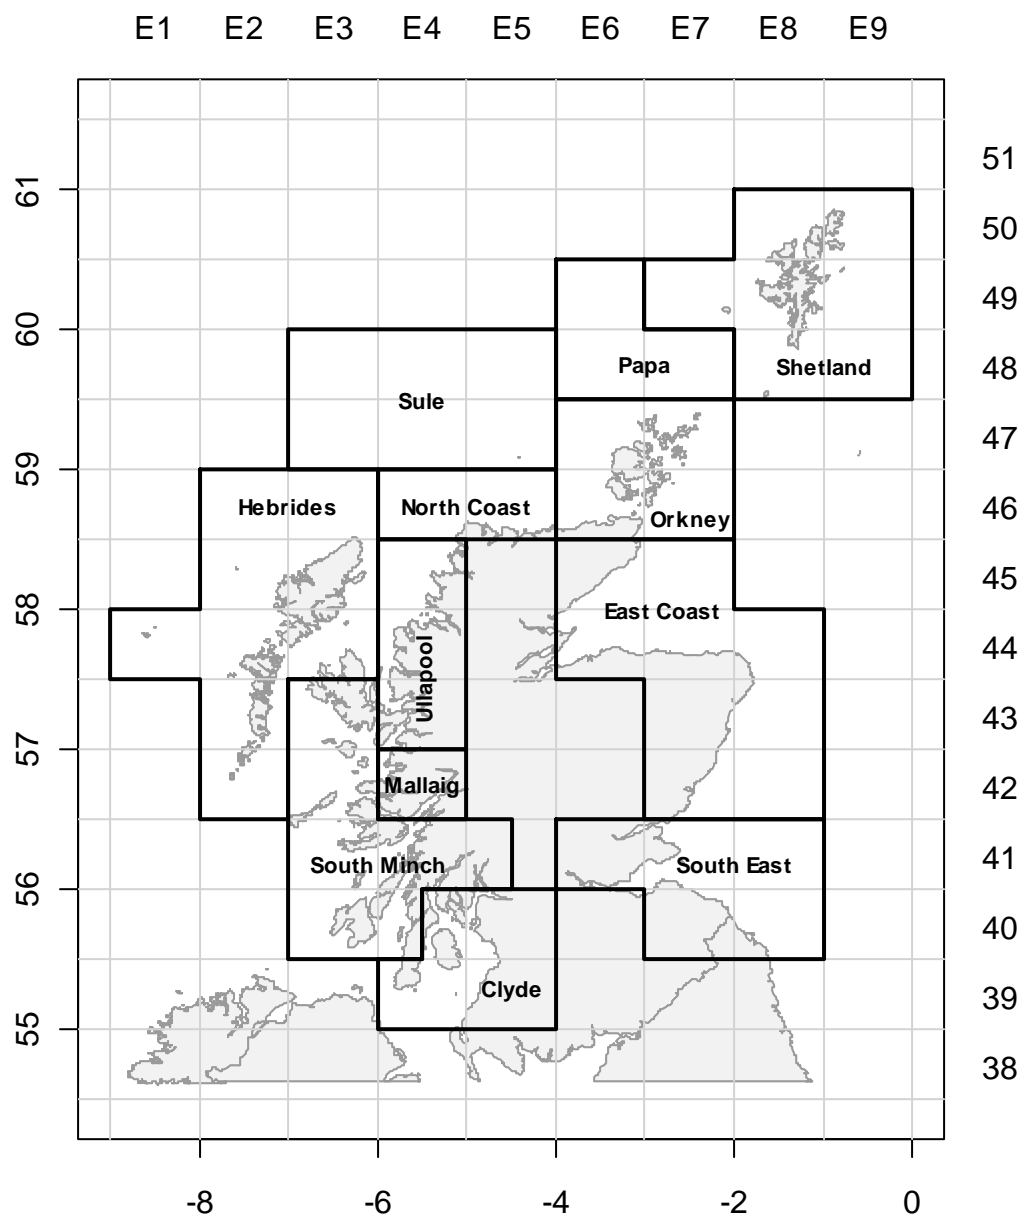 E1 E2 E3 E4 E5 E6 E7 E8 E9
51
61
50
49
60
Papa
Shetland
48
Sule
47
59
Hebrides
North Coast
Orkney
46
45
58
East Coast
44
Ullapool
43
57
Mallaig
42
South Minch
South East
41
56
40
Clyde
39
55
38
-8 -6 -4 -2 0